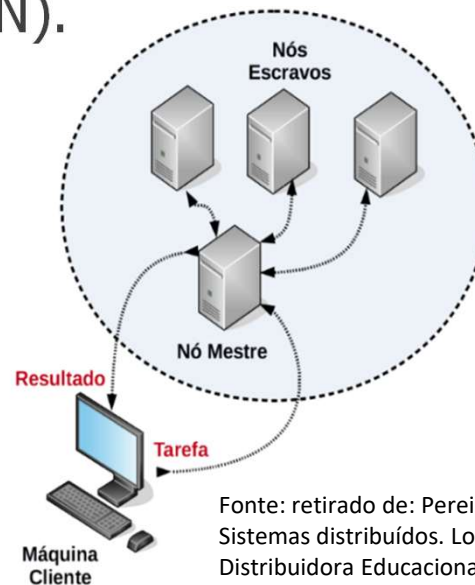 N).
Nós
Escravos
Nó Mestre
Resultado
Tarefa
Máquina
Cliente
Fonte: retirado de: Perei
Sistemas distribuídos. Lo
Distribuidora Educaciona